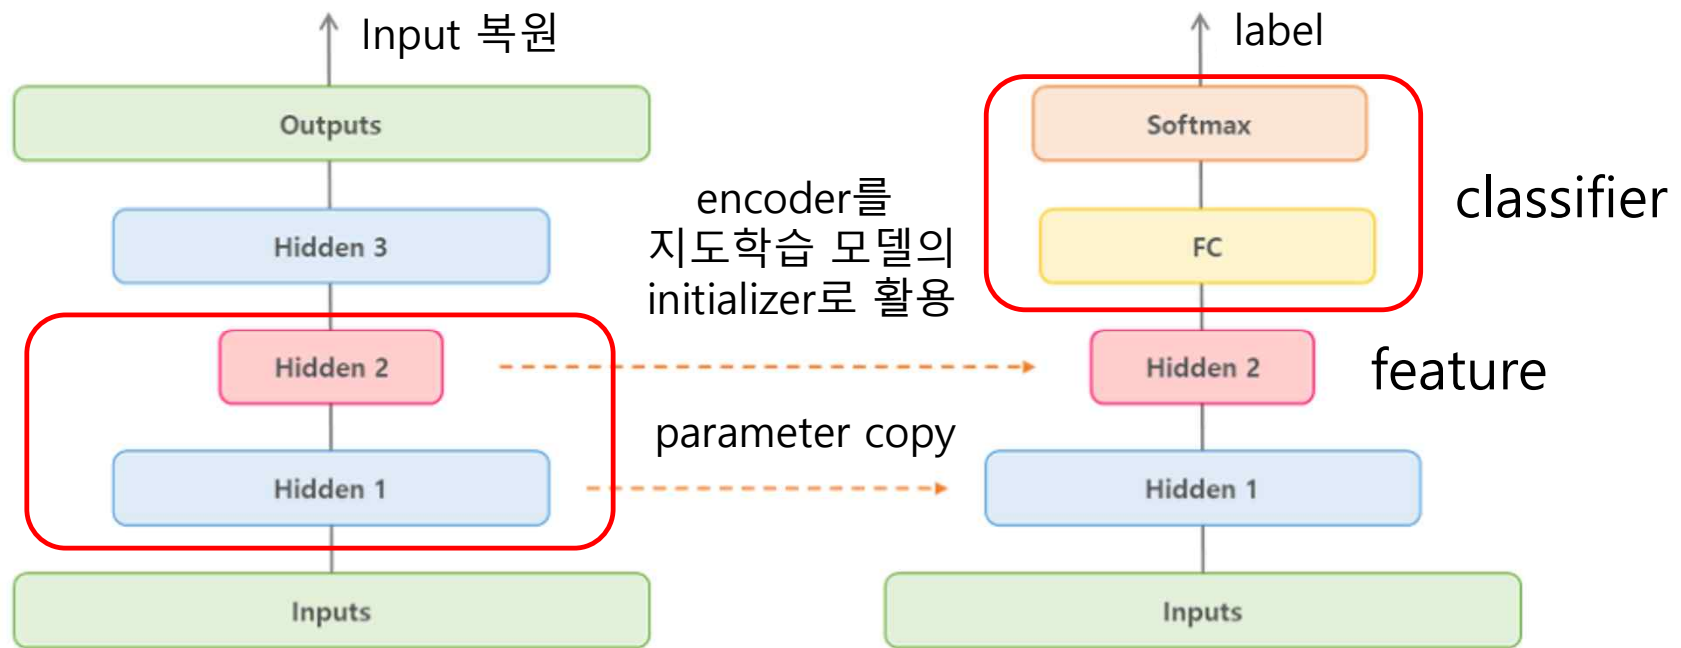 Input 복원
Outputs
Hidden 3
Hidden 2
Hidden 1
Inputs
encoder를
지도학습 모델의
initializer로 활용
parameter copy
label
Softmax
FC
classifier
Hidden 2
feature
Hidden 1
Inputs